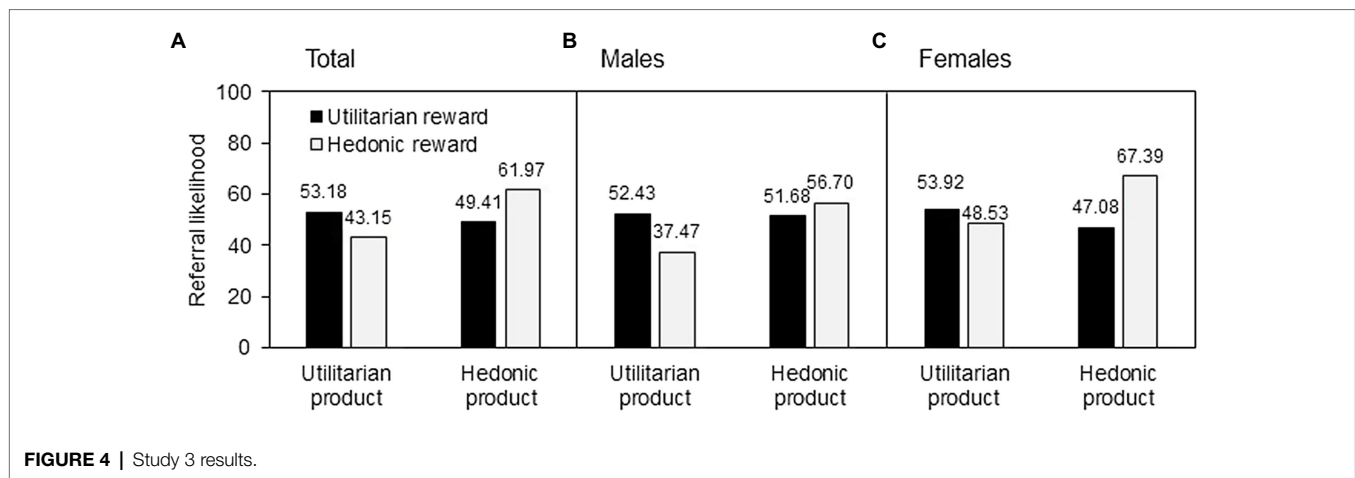 A Total B Males C Females
Referral likelihood
100
80
60
40
20
0
Utilitarian reward
Hedonic reward
53.18 43.15 49.41 61.97
52.43 37.47 51.68 56.70
53.92 48.53 47.08 67.39
Utilitarian product
Hedonic product
Utilitarian product
Hedonic product
Utilitarian product
Hedonic product
FIGURE 4 | Study 3 results.